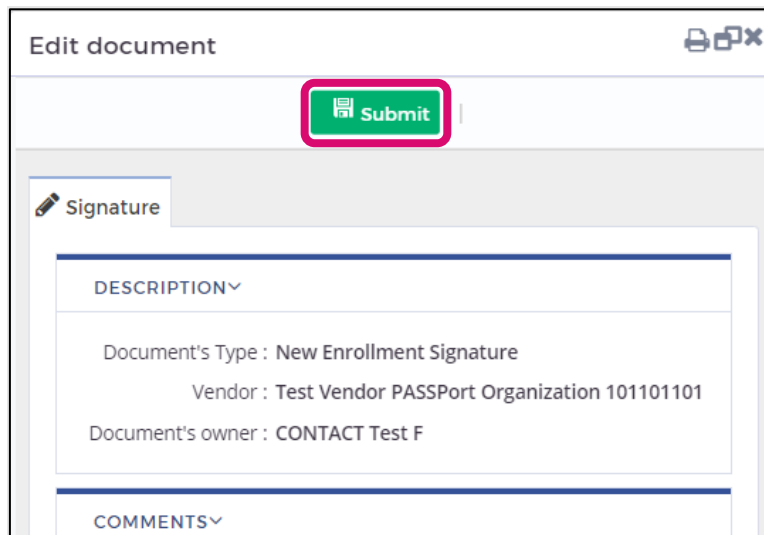 Edit document
Submit
Signature
DESCRIPTION
Document's Type : New Enrollment Signature
Vendor : Test Vendor PASSPort Organization 101101101
Document's owner : CONTACT Test F
COMMENTS